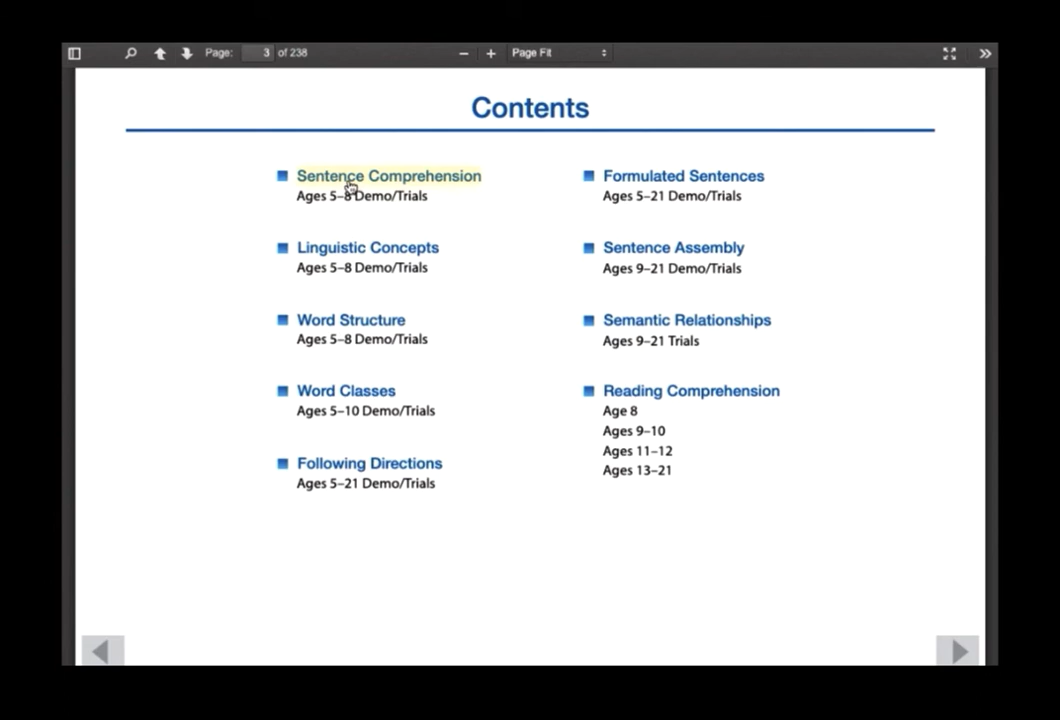 Page: 3 of 238
Page Fit
Contents
Sentence Comprehension
Ages 5–8 Demo/Trials
Linguistic Concepts
Ages 5–8 Demo/Trials
Word Structure
Ages 5–8 Demo/Trials
Word Classes
Ages 5–10 Demo/Trials
Following Directions
Ages 5–21 Demo/Trials
Formulated Sentences
Ages 5–21 Demo/Trials
Sentence Assembly
Ages 9–21 Demo/Trials
Semantic Relationships
Ages 9–21 Trials
Reading Comprehension
Age 8
Ages 9–10
Ages 11–12
Ages 13–21